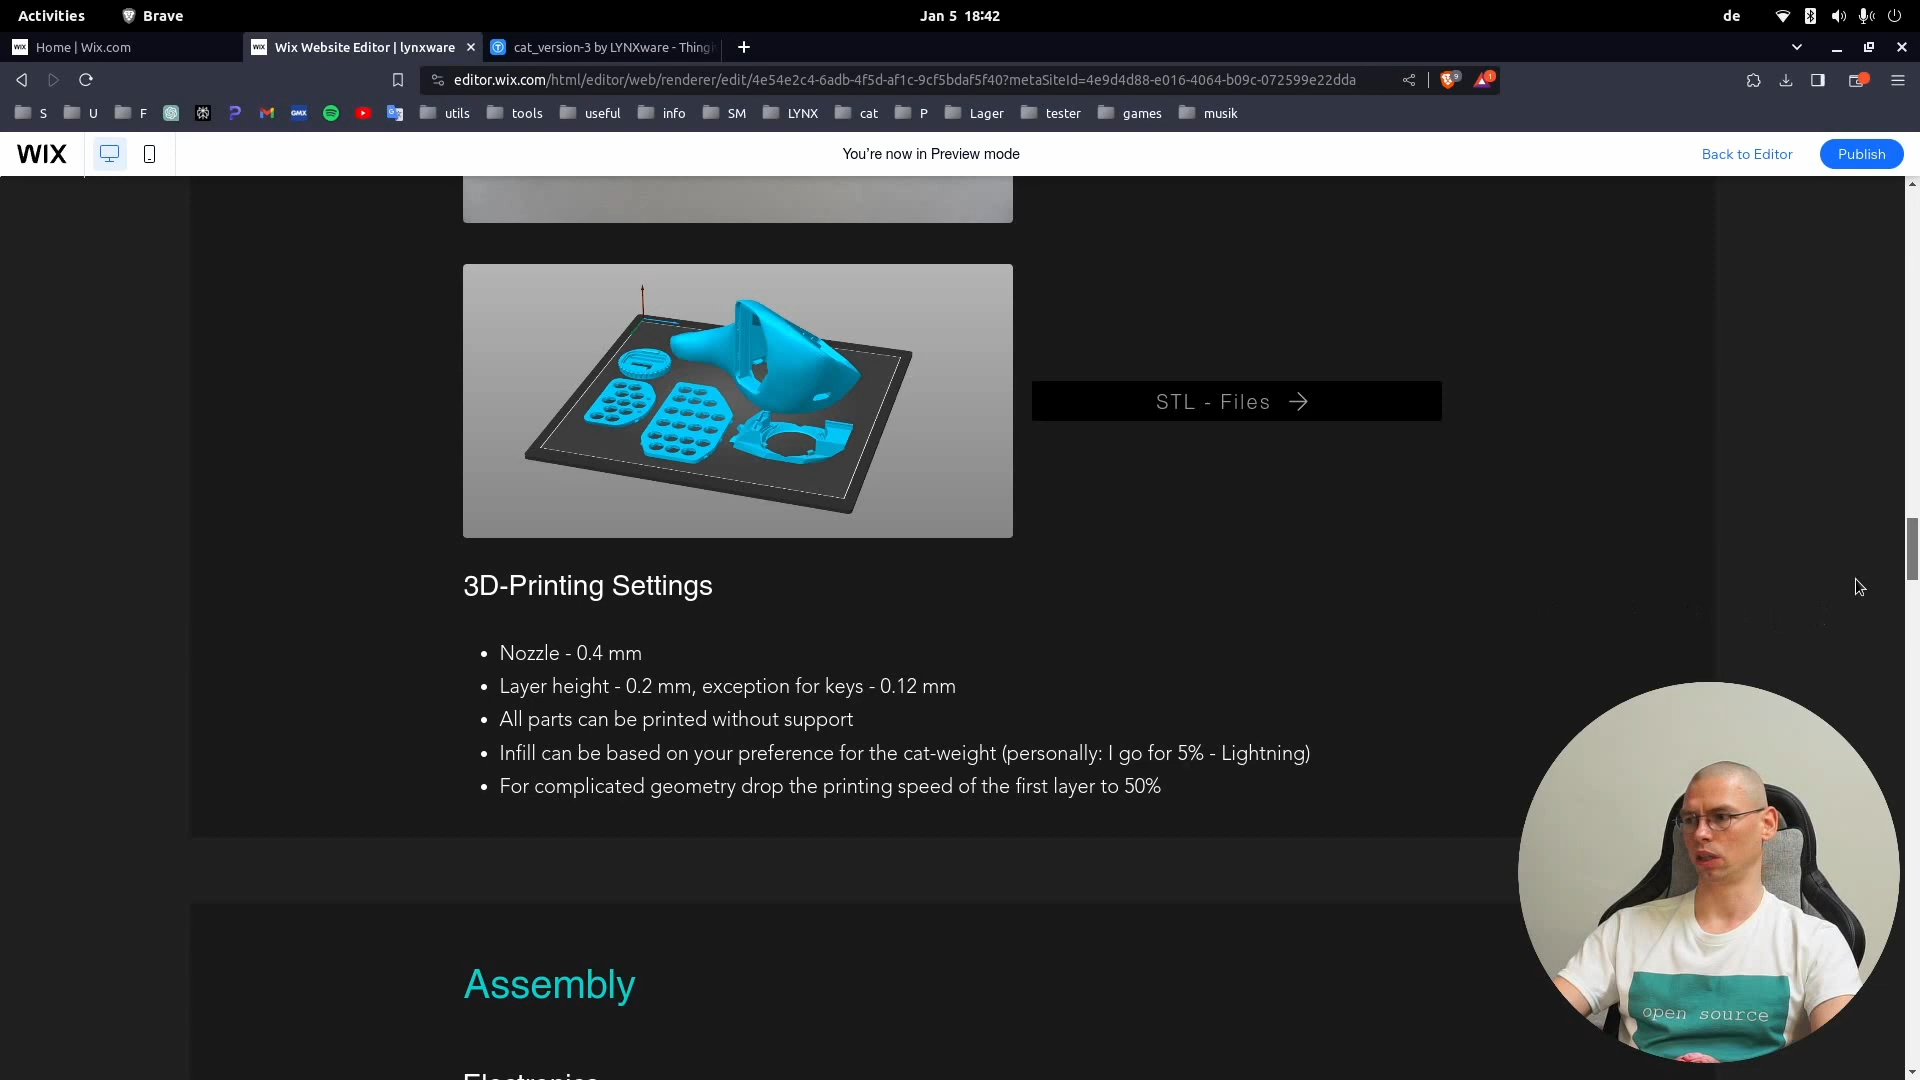 Activities
Brave
Jan 5 18:42
de
Home | Wix.com
Wix Website Editor | lynxware
cat_version-3 by LYNXware - Thing
editor.wix.com/html/editor/web/renderer/edit/4e54e2c4-6adb-4f5d-af1c-9cf5bdaf5f40?metaSiteId=4e9d4d88-e016-4064-b09c-072599e22dda
S
U
F
utils
tools
useful
info
SM
LYNX
cat
P
Lager
tester
games
musik
WIX
You're now in Preview mode
Back to Editor
Publish
STL - Files
3D-Printing Settings
• Nozzle - 0.4 mm
• Layer height - 0.2 mm, exception for keys - 0.12 mm
• All parts can be printed without support
• Infill can be based on your preference for the cat-weight (personally: I go for 5% - Lightning)
• For complicated geometry drop the printing speed of the first layer to 50%
Assembly
Electronics
open source